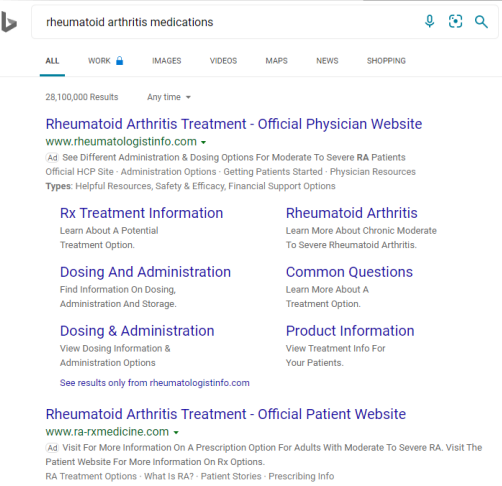 rheumatoid arthritis medications
ALL WORK IMAGES VIDEOS MAPS NEWS SHOPPING
28,100,000 Results Any time
Rheumatoid Arthritis Treatment - Official Physician Website
www.rheumatologistinfo.com
Ad See Different Administration & Dosing Options For Moderate To Severe RA Patients
Official HCP Site · Administration Options · Getting Patients Started · Physician Resources
Types: Helpful Resources, Safety & Efficacy, Financial Support Options
Rx Treatment Information
Learn About A Potential
Treatment Option.
Rheumatoid Arthritis
Learn More About Chronic Moderate
To Severe Rheumatoid Arthritis.
Dosing And Administration
Find Information On Dosing,
Administration And Storage.
Common Questions
Learn More About A
Treatment Option.
Dosing & Administration
View Dosing Information &
Administration Options
Product Information
View Treatment Info For
Your Patients.
See results only from rheumatologistinfo.com
Rheumatoid Arthritis Treatment - Official Patient Website
www.ra-rxmedicine.com
Ad Visit For More Information On A Prescription Option For Adults With Moderate To Severe RA. Visit The
Patient Website For More Information On Rx Options.
RA Treatment Options · What Is RA? · Patient Stories · Prescribing Info